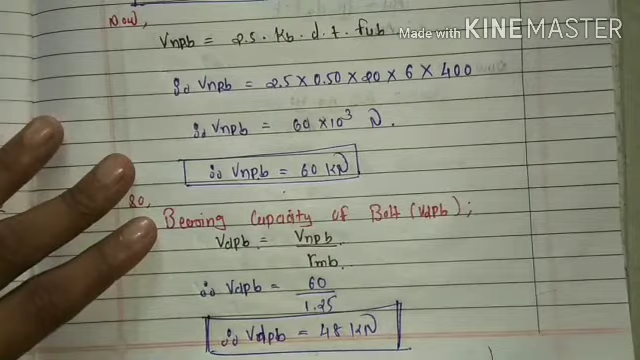 Now,
Made with KINEMASTER
Vnpb = 2.5 . Kb . d . t . fub
∴ Vnpb = 2.5 × 0.50 × 20 × 6 × 400
∴ Vnpb = 60 × 10³ N.
∴ Vnpb = 60 KN
So,
Bearing Capacity of Bolt (Vdpb);
Vdpb = Vnpb / γmb
∴ Vdpb = 60 / 1.25
∴ Vdpb = 48 KN